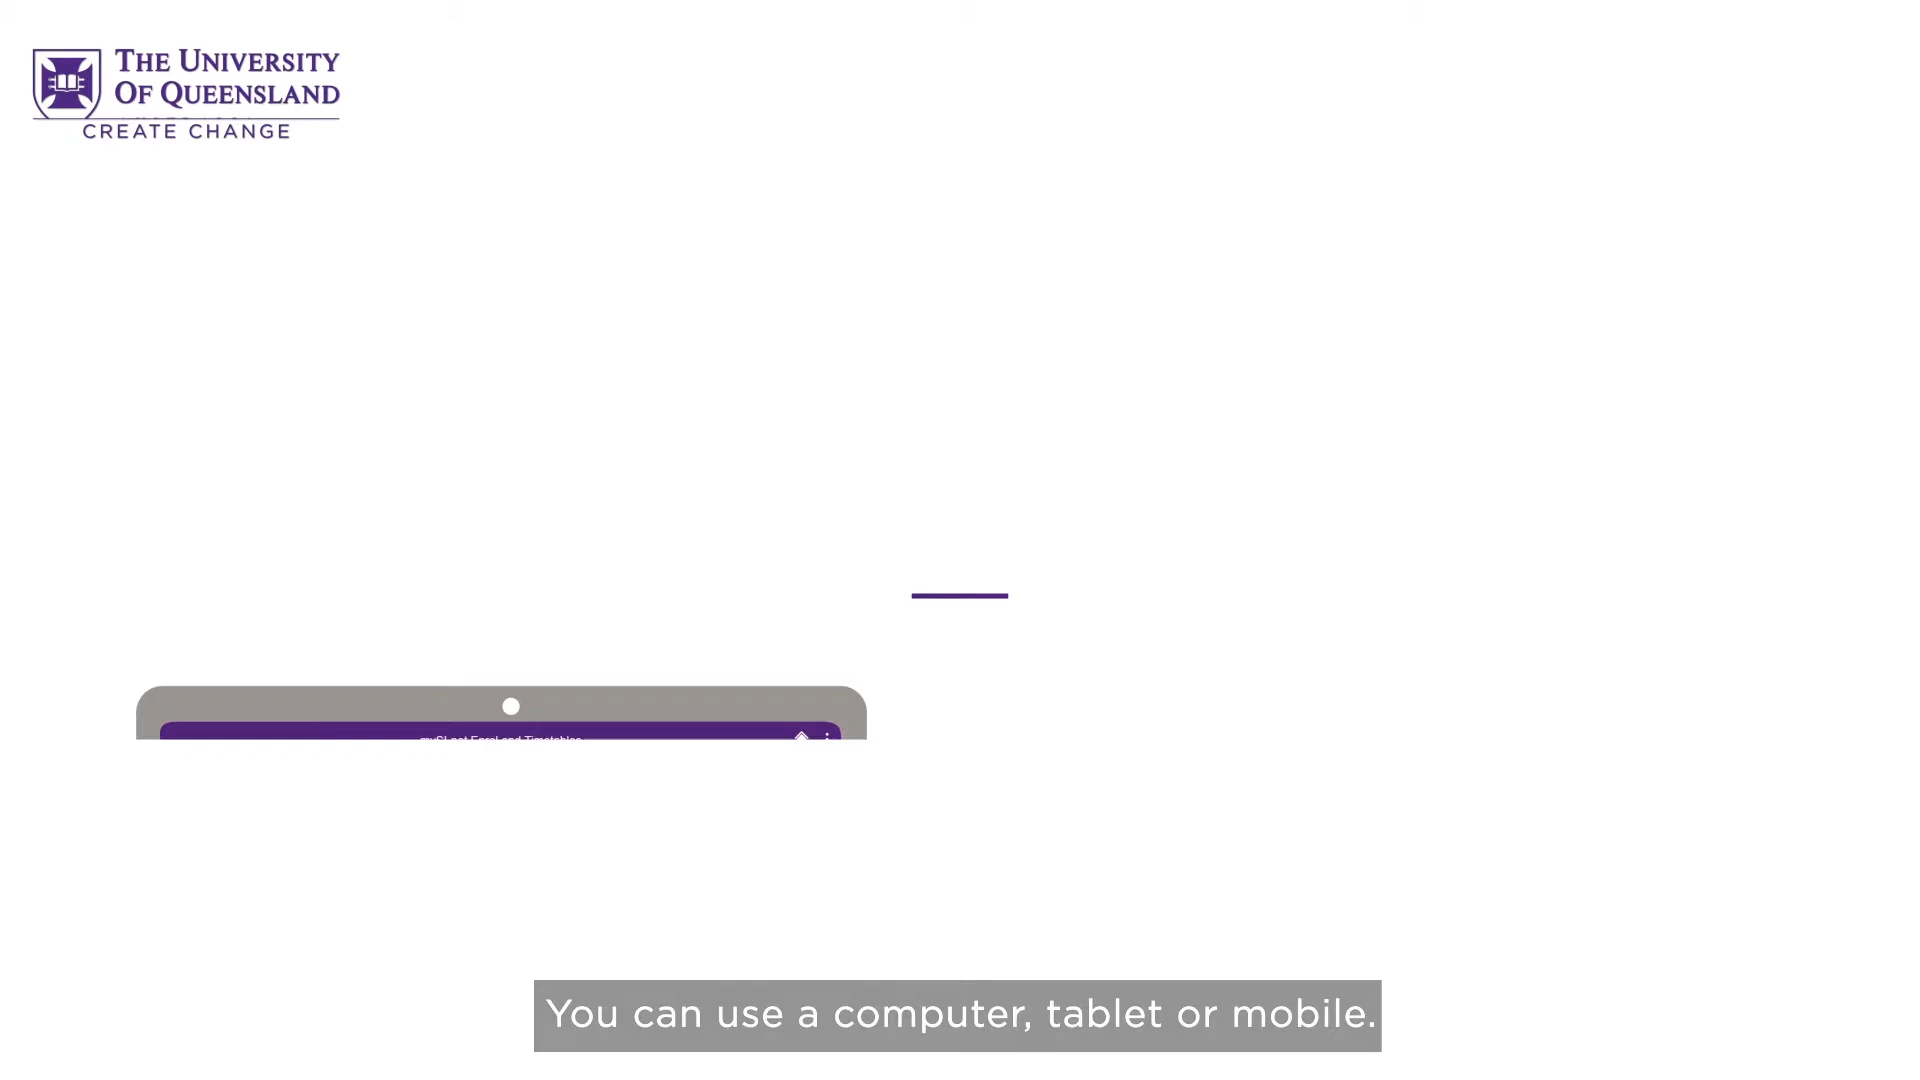 THE UNIVERSITY
OF QUEENSLAND
CREATE CHANGE
You can use a computer, tablet or mobile.